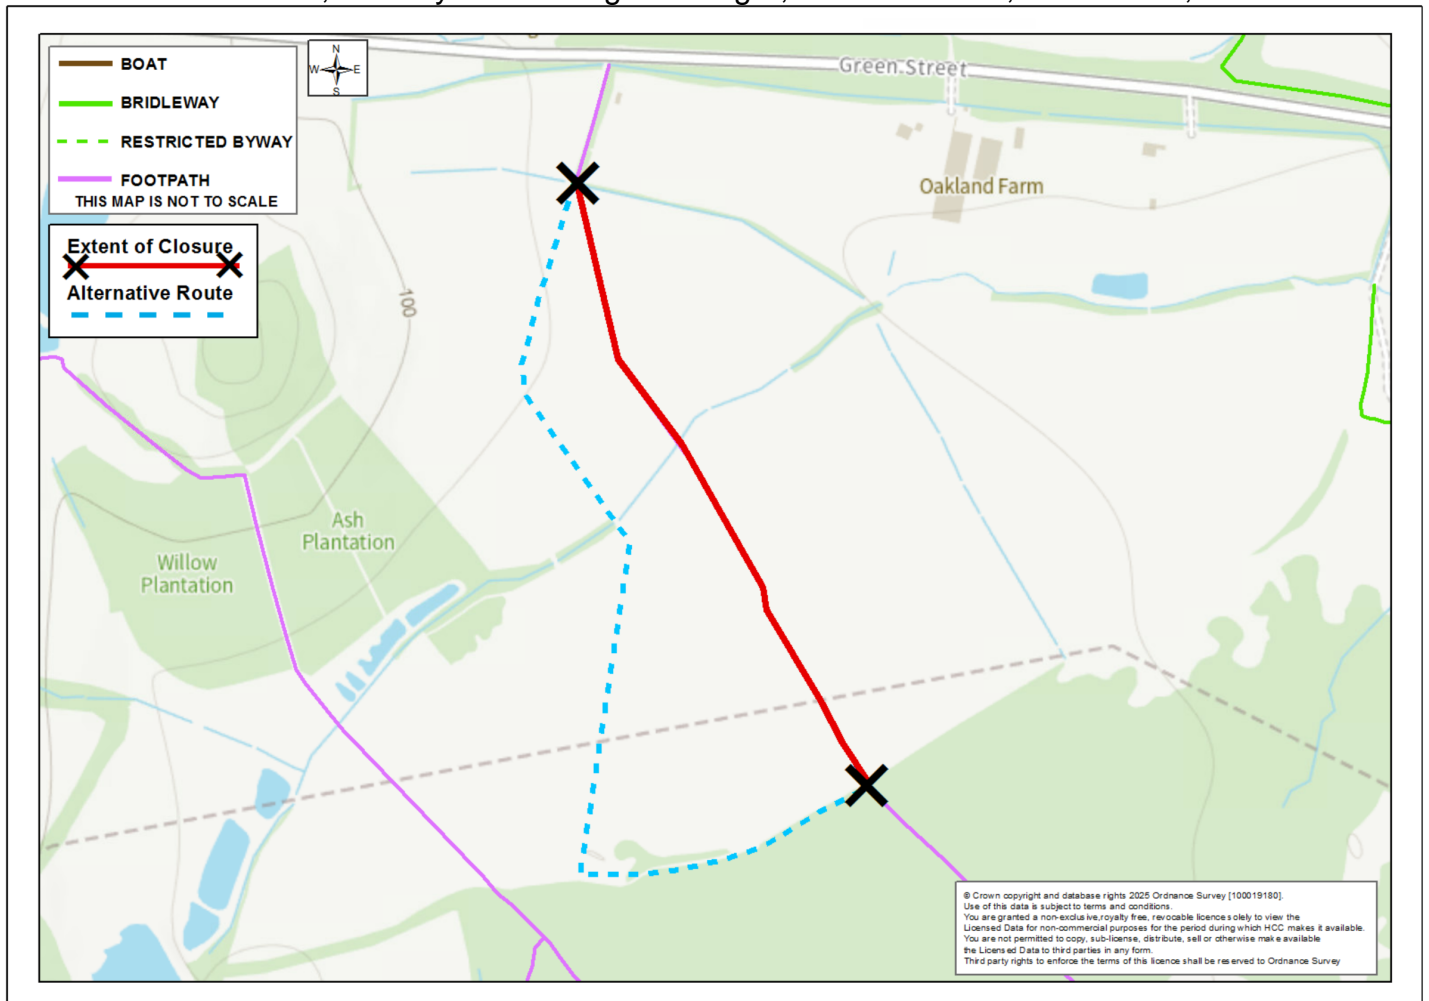 BOAT
BRIDLEWAY
RESTRICTED BYWAY
FOOTPATH
THIS MAP IS NOT TO SCALE
Extent of Closure
Alternative Route
N
W E
S
Green Street
Oakland Farm
100
Ash
Plantation
Willow
Plantation
© Crown copyright and database rights 2025 Ordnance Survey [100019180].
Use of this data is subject to terms and conditions.
You are granted a non-exclusive,royalty free, revocable licence solely to view the
Licensed Data for non-commercial purposes for the period during which HCC makes it available.
You are not permitted to copy, sub-license, distribute, sell or otherwise make available
the Licensed Data to third parties in any form.
Third party rights to enforce the terms of this licence shall be reserved to Ordnance Survey